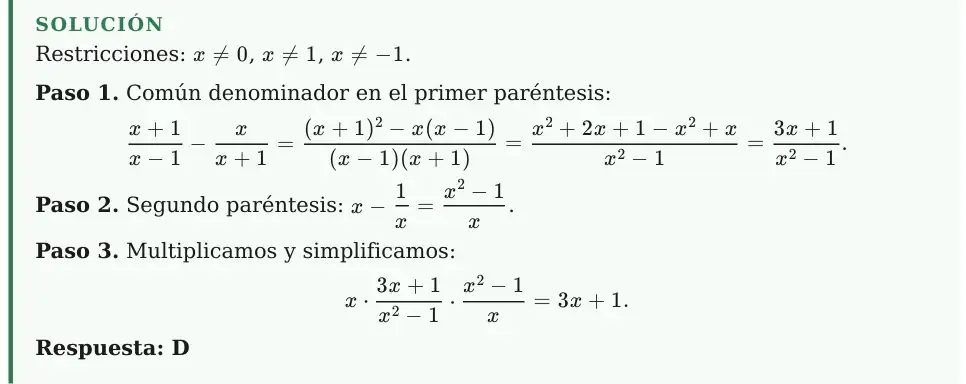 SOLUCIÓN
Restricciones: x ≠ 0, x ≠ 1, x ≠ −1.
Paso 1. Común denominador en el primer paréntesis:
(x + 1)/(x − 1) − x/(x + 1) = ((x + 1)² − x(x − 1))/((x − 1)(x + 1)) = (x² + 2x + 1 − x² + x)/(x² − 1) = (3x + 1)/(x² − 1).
Paso 2. Segundo paréntesis: x − 1/x = (x² − 1)/x.
Paso 3. Multiplicamos y simplificamos:
x · (3x + 1)/(x² − 1) · (x² − 1)/x = 3x + 1.
Respuesta: D